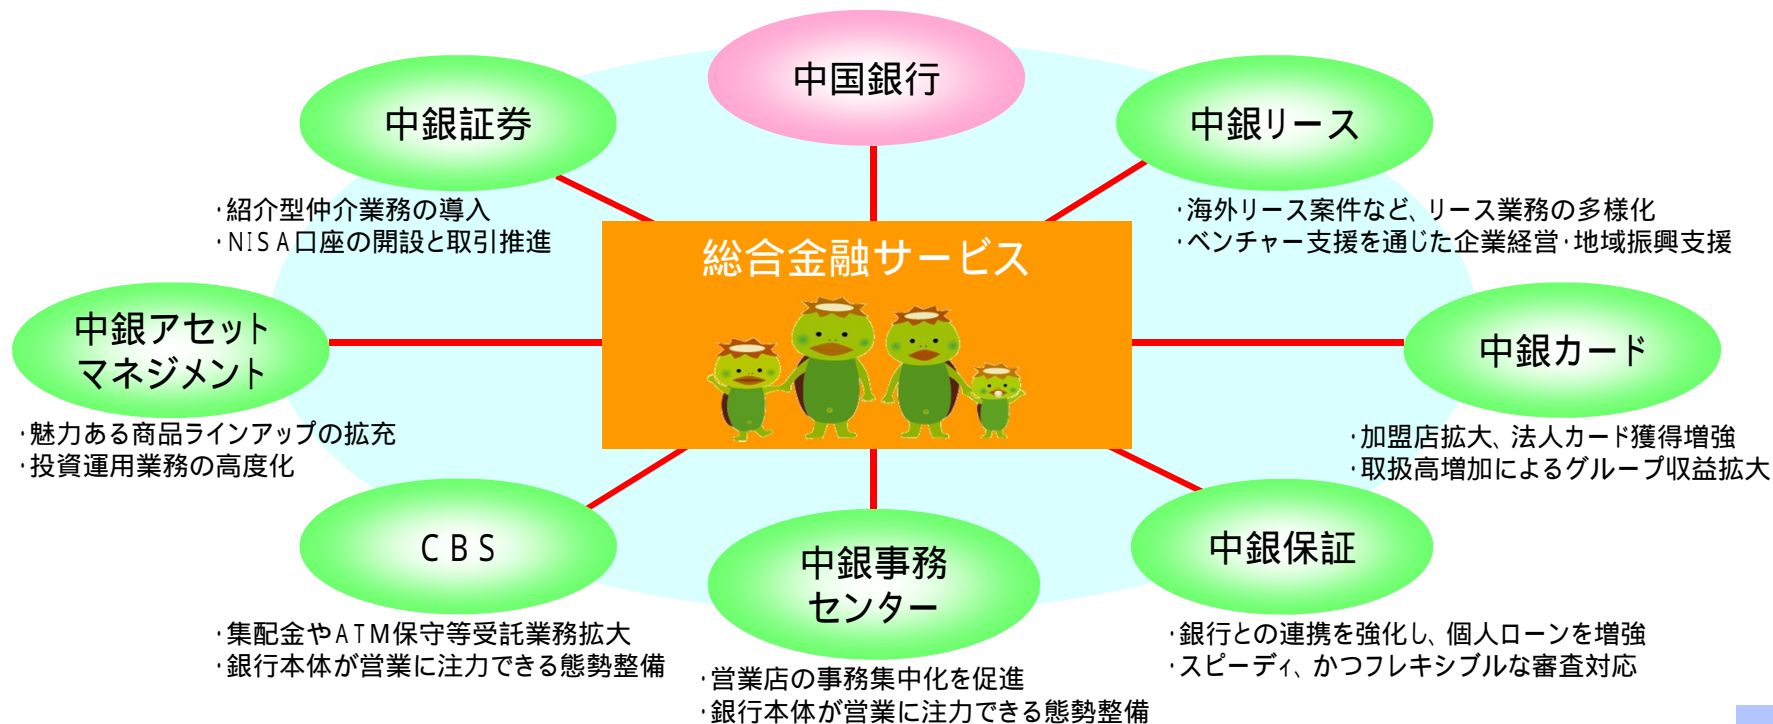 中国銀行
中銀証券
・紹介型仲介業務の導入
・NISA口座の開設と取引推進
中銀リース
・海外リース案件など、リース業務の多様化
・ベンチャー支援を通じた企業経営・地域振興支援
総合金融サービス
中銀アセット
マネジメント
・魅力ある商品ラインアップの拡充
・投資運用業務の高度化
中銀カード
・加盟店拡大、法人カード獲得増強
・取扱高増加によるグループ収益拡大
CBS
・集配金やATM保守等受託業務拡大
・銀行本体が営業に注力できる態勢整備
中銀事務
センター
・営業店の事務集中化を促進
・銀行本体が営業に注力できる態勢整備
中銀保証
・銀行との連携を強化し、個人ローンを増強
・スピーディ、かつフレキシブルな審査対応